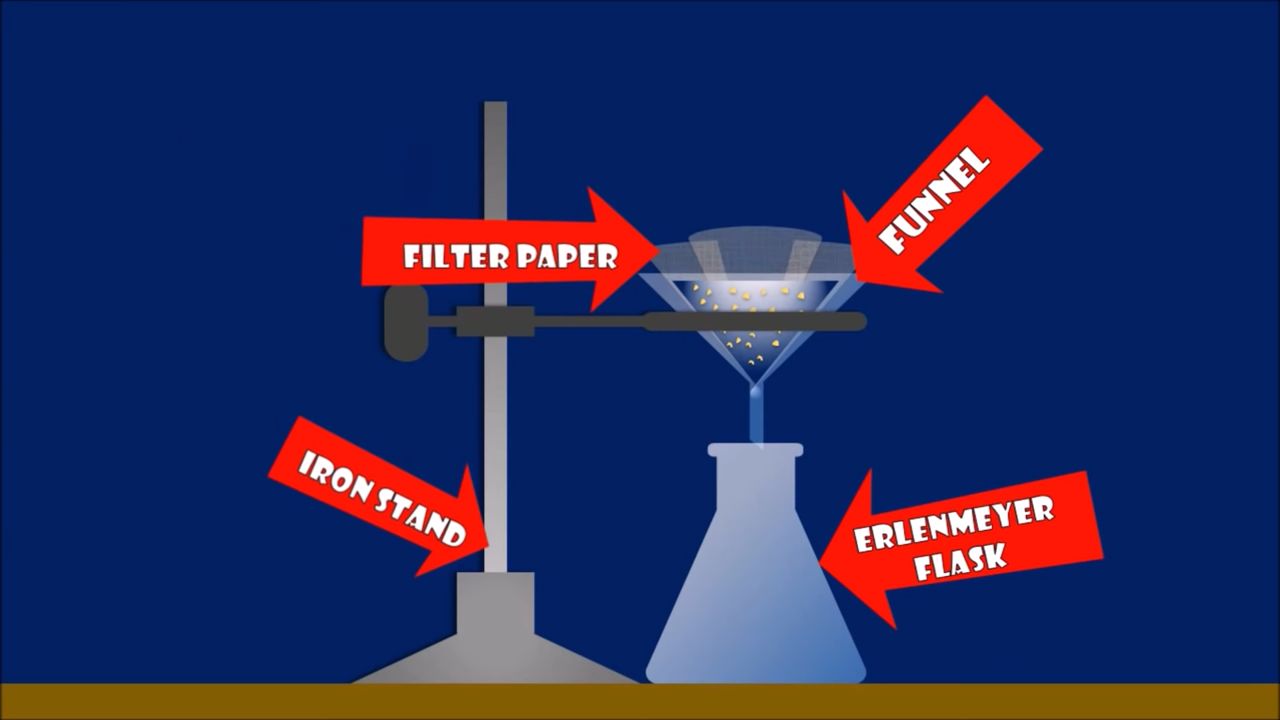 FUNNEL
FILTER PAPER
IRON STAND
ERLENMEYER
FLASK